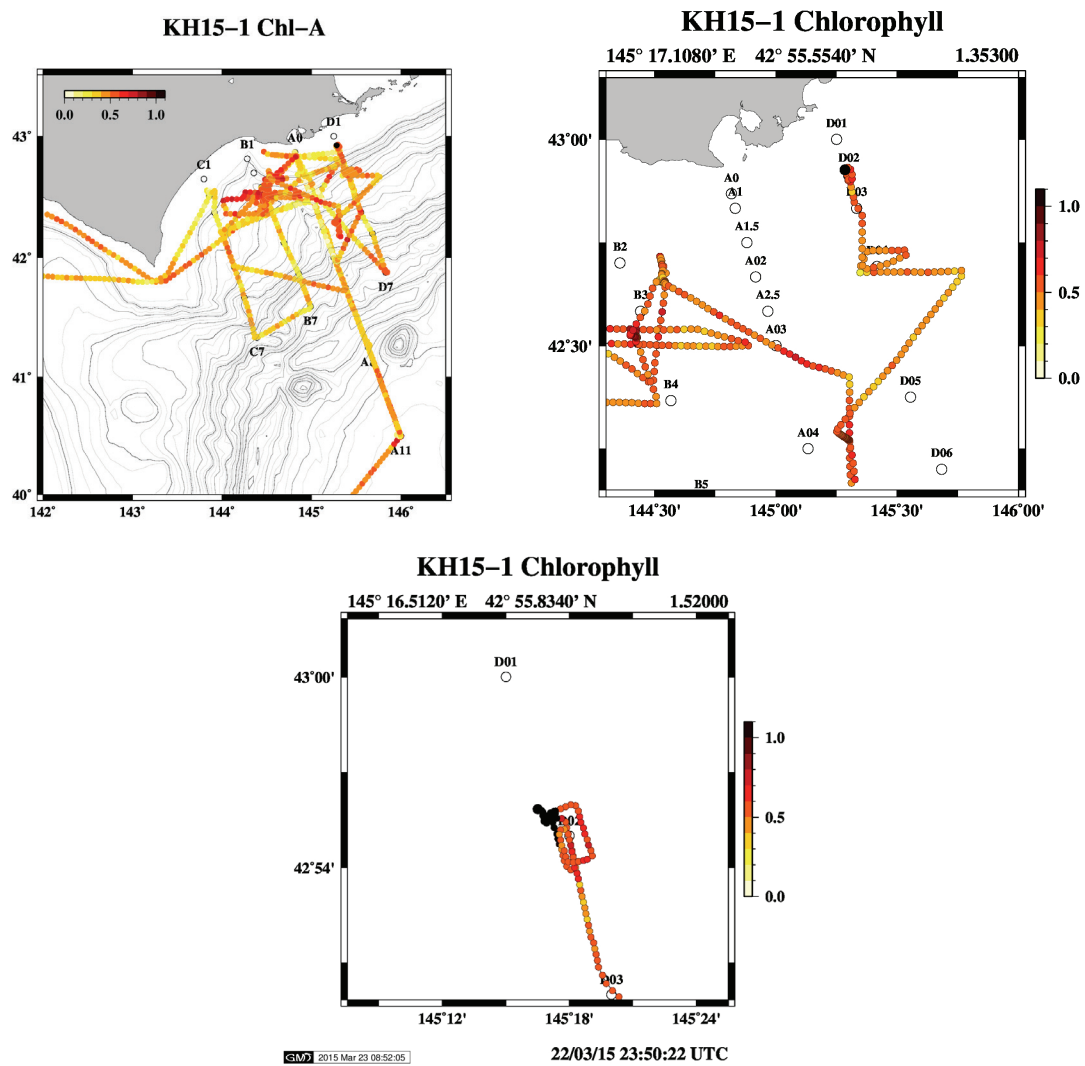 KH15−1 Chl−A
0.0 0.5 1.0
43°
42°
41°
40°
142° 143° 144° 145° 146°
D1
A0
B1
C1
D7
B7
C7
A11
KH15−1 Chlorophyll
145° 17.1080' E 42° 55.5540' N 1.35300
43°00'
42°30'
D01
D02
D03
A0
A1
A1.5
B2
A02
A2.5
B3
A03
D05
B4
A04
D06
B5
144°30' 145°00' 145°30' 146°00'
1.0
0.5
0.0
KH15−1 Chlorophyll
145° 16.5120' E 42° 55.8340' N 1.52000
43°00'
42°54'
D01
D02
D03
145°12' 145°18' 145°24'
1.0
0.5
0.0
GMT 2015 Mar 23 08:52:05
22/03/15 23:50:22 UTC